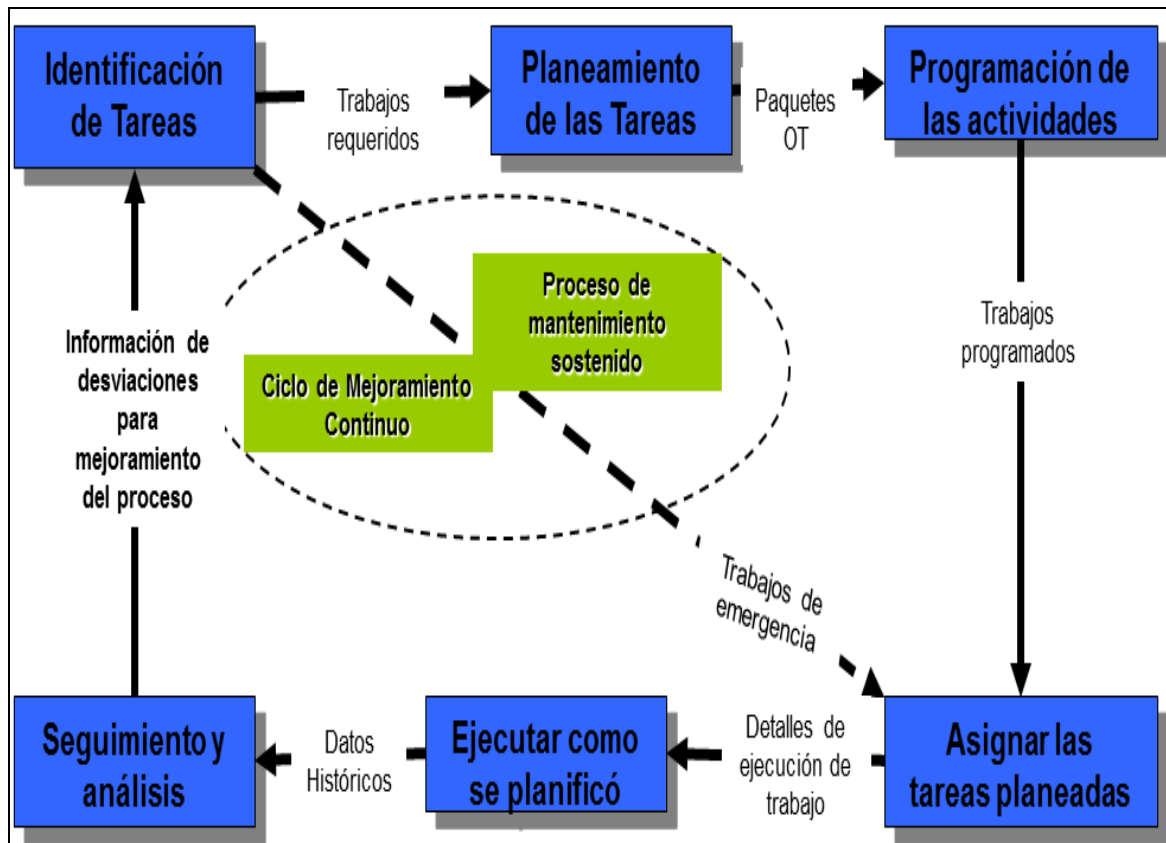 Identificación
de Tareas
Trabajos
requeridos
Planeamiento
de las Tareas
Paquetes
OT
Programación de
las actividades
Proceso de
mantenimiento
sostenido
Ciclo de Mejoramiento
Continuo
Trabajos
programados
Información de
desviaciones
para
mejoramiento
del proceso
Trabajos de
emergencia
Seguimiento y
análisis
Datos
Históricos
Ejecutar como
se planificó
Detalles de
ejecución de
trabajo
Asignar las
tareas planeadas